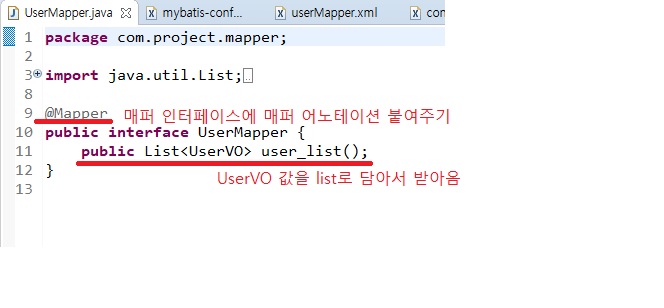 UserMapper.java mybatis-conf... userMapper.xml con
1 package com.project.mapper;
2
3 import java.util.List;
8
9 @Mapper 매퍼 인터페이스에 매퍼 어노테이션 붙여주기
10 public interface UserMapper {
11 public List<UserVO> user_list();
12 }
UserVO 값을 list로 담아서 받아옴
13